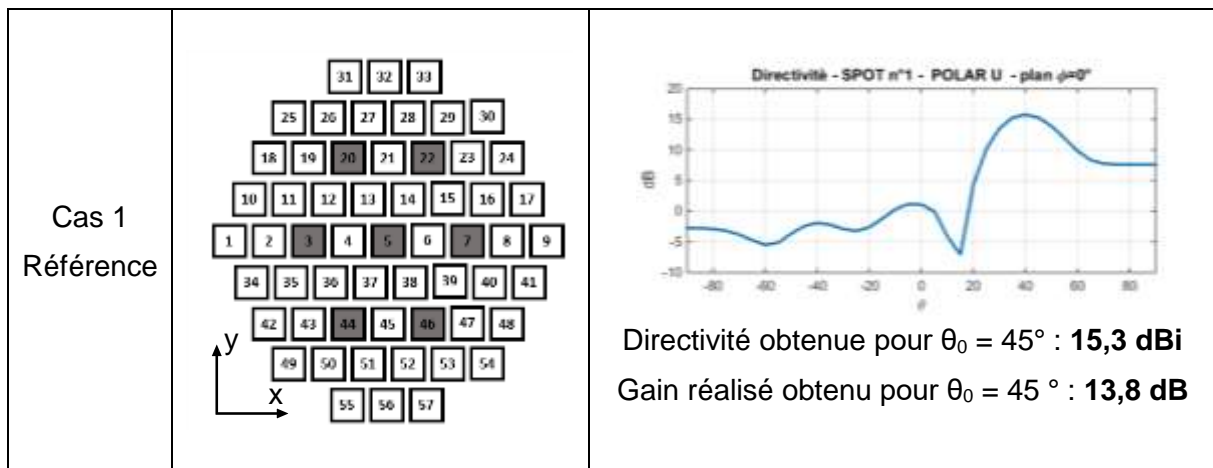 Cas 1
Référence
31 32 33
25 26 27 28 29 30
18 19 20 21 22 23 24
10 11 12 13 14 15 16 17
1 2 3 4 5 6 7 8 9
34 35 36 37 38 39 40 41
42 43 44 45 46 47 48
49 50 51 52 53 54
55 56 57
y
x
Directivité - SPOT n°1 - POLAR U - plan ϕ=0°
dB
20
15
10
5
0
-5
-10
-80 -60 -40 -20 0 20 40 60 80
Directivité obtenue pour θ₀ = 45° : 15,3 dBi
Gain réalisé obtenu pour θ₀ = 45 ° : 13,8 dB